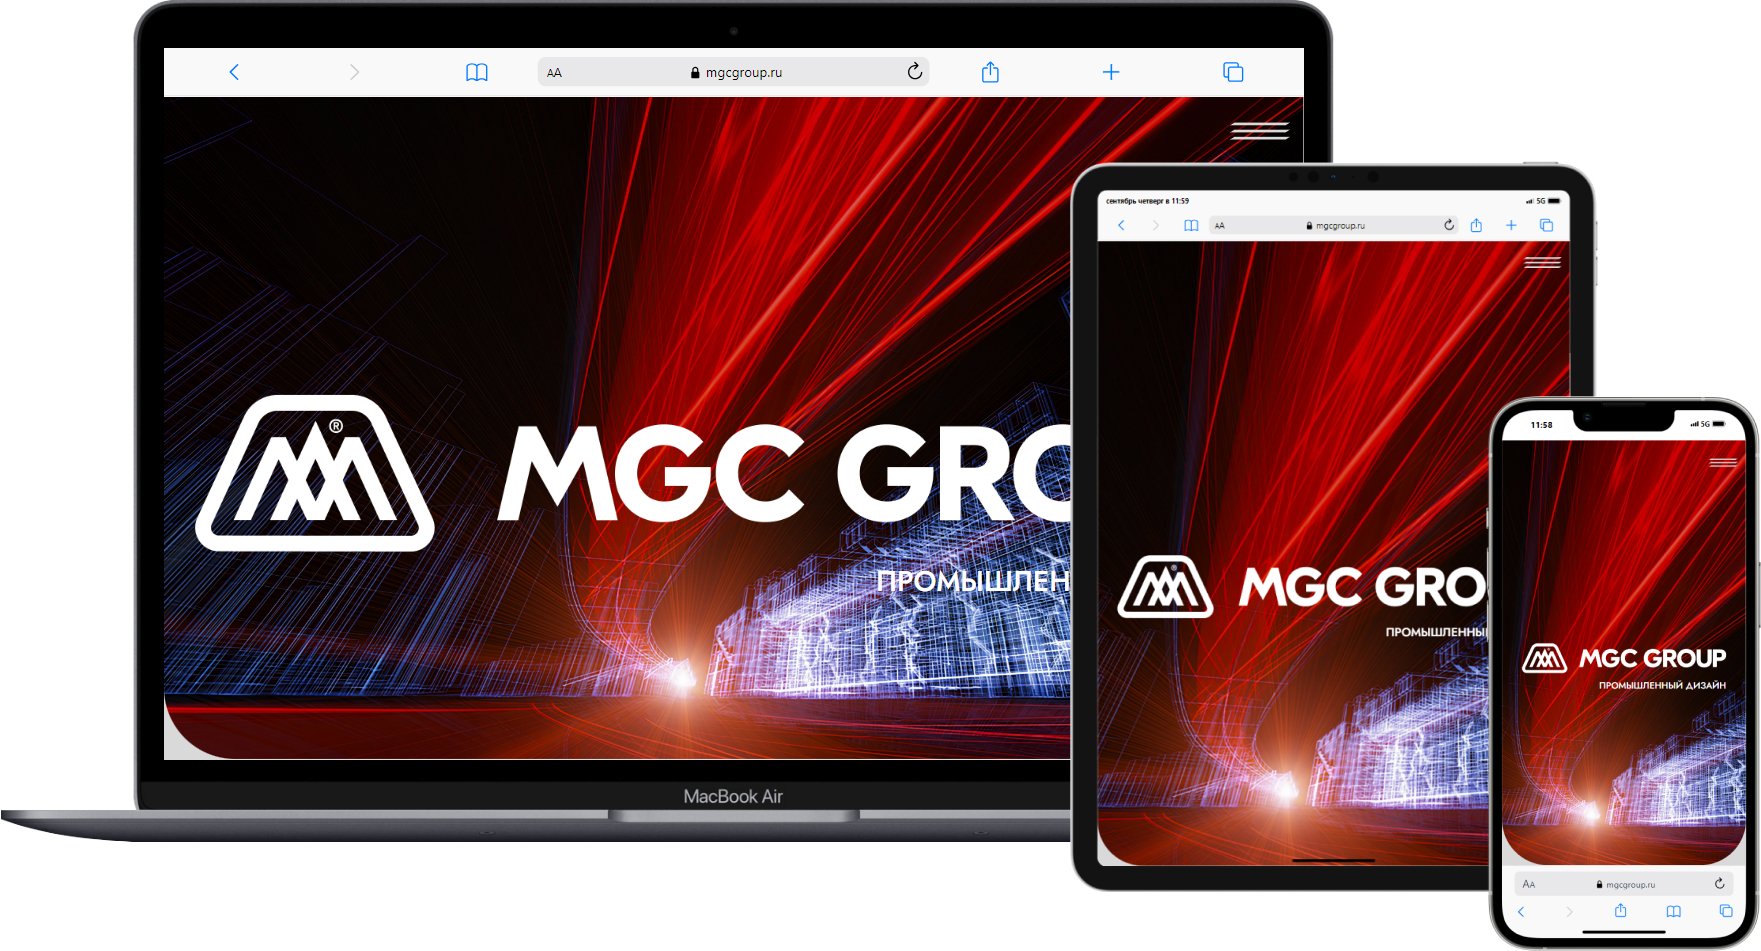 AA mgcgroup.ru
®
MGC GRO
ПРОМЫШЛЕН
MacBook Air
сентябрь четверг в 11:59
5G
AA mgcgroup.ru
MGC GRO
ПРОМЫШЛЕННЫ
11:58
5G
MGC GROUP
ПРОМЫШЛЕННЫЙ ДИЗАЙН
AA mgcgroup.ru